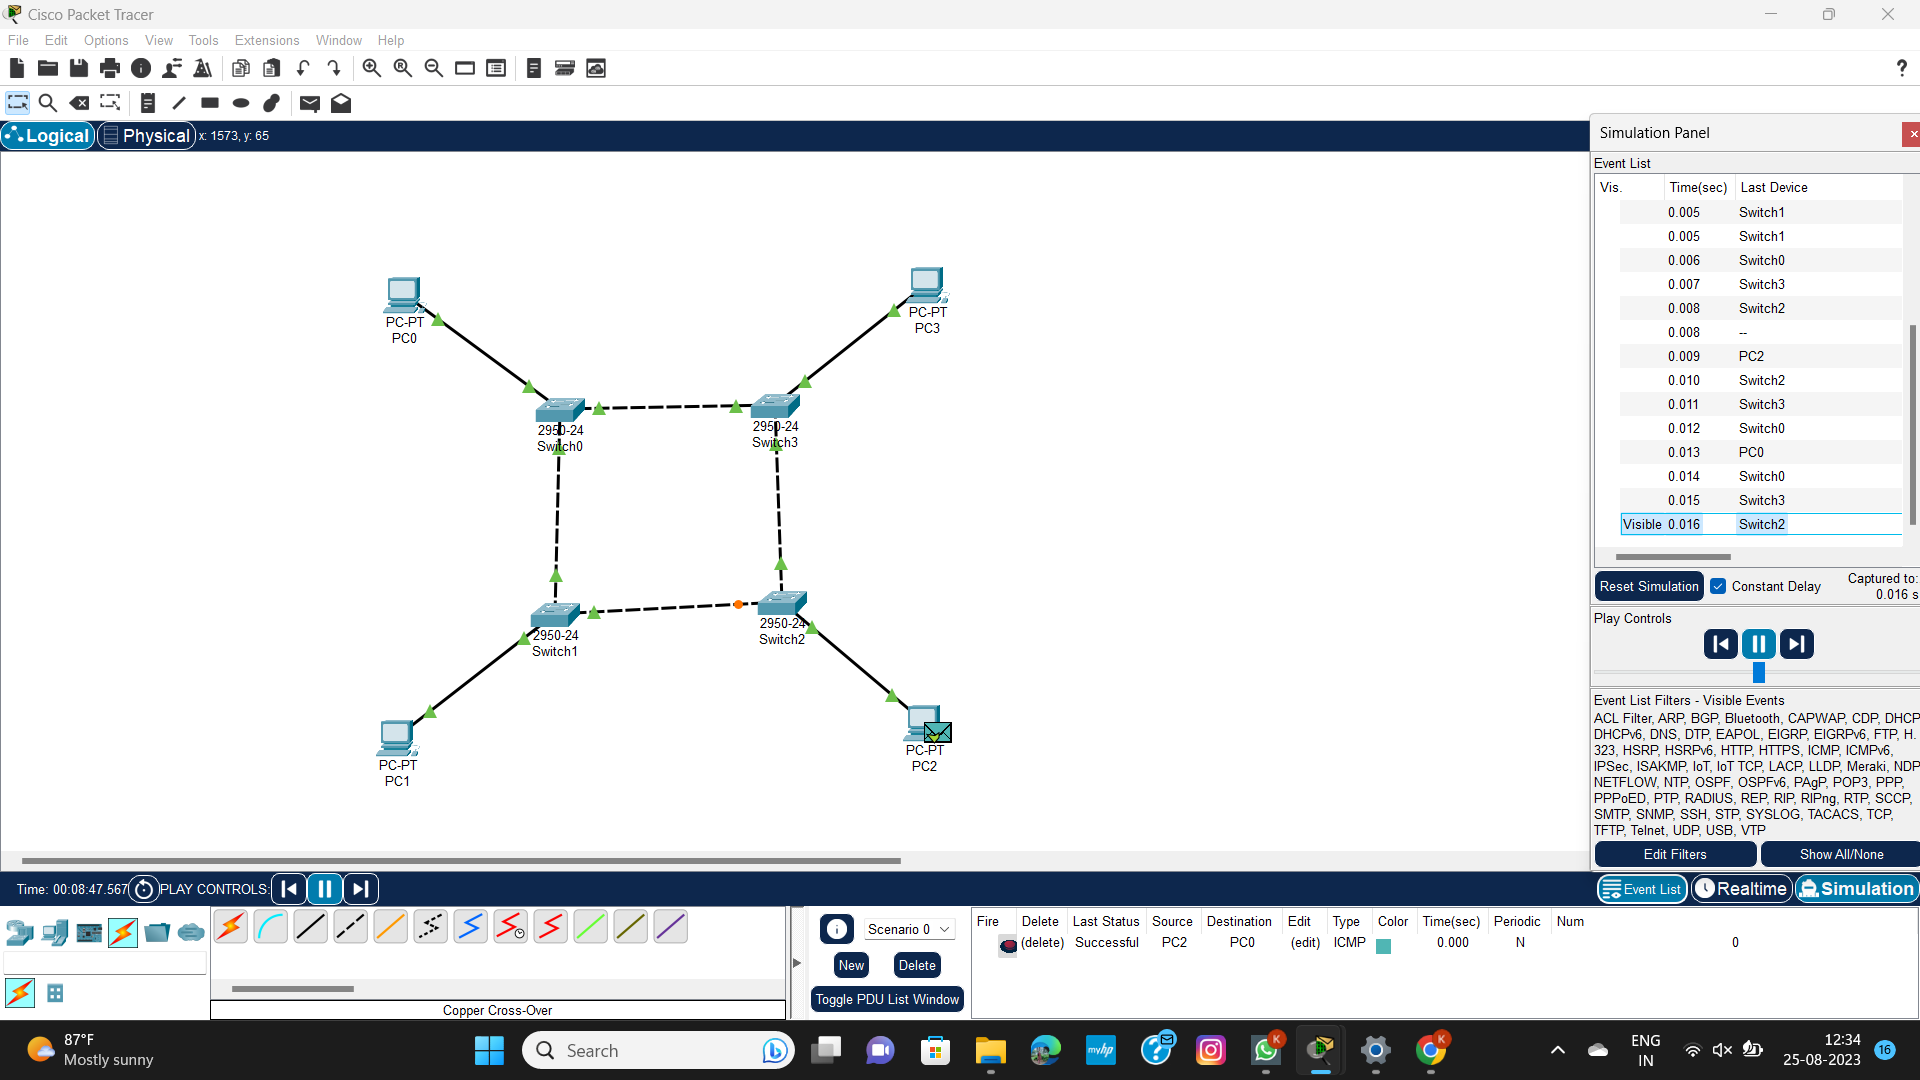 Cisco Packet Tracer
File Edit Options View Tools Extensions Window Help
?
Logical Physical x: 1573, y: 65
Simulation Panel
Event List
Vis. Time(sec) Last Device
0.005 Switch1
0.005 Switch1
0.006 Switch0
0.007 Switch3
0.008 Switch2
0.008 --
0.009 PC2
0.010 Switch2
0.011 Switch3
0.012 Switch0
0.013 PC0
0.014 Switch0
0.015 Switch3
Visible 0.016 Switch2
Reset Simulation Constant Delay Captured to:
0.016 s
Play Controls
Event List Filters - Visible Events
ACL Filter, ARP, BGP, Bluetooth, CAPWAP, CDP, DHCP
DHCPv6, DNS, DTP, EAPOL, EIGRP, EIGRPv6, FTP, H.
323, HSRP, HSRPv6, HTTP, HTTPS, ICMP, ICMPv6,
IPSec, ISAKMP, IoT, IoT TCP, LACP, LLDP, Meraki, NDP
NETFLOW, NTP, OSPF, OSPFv6, PAgP, POP3, PPP,
PPPoED, PTP, RADIUS, REP, RIP, RIPng, RTP, SCCP,
SMTP, SNMP, SSH, STP, SYSLOG, TACACS, TCP,
TFTP, Telnet, UDP, USB, VTP
Edit Filters Show All/None
PC-PT
PC0
PC-PT
PC3
2950-24
Switch0
2950-24
Switch3
2950-24
Switch1
2950-24
Switch2
PC-PT
PC1
PC-PT
PC2
Time: 00:08:47.567 PLAY CONTROLS:
Event List Realtime Simulation
Scenario 0
New Delete
Toggle PDU List Window
Fire Delete Last Status Source Destination Edit Type Color Time(sec) Periodic Num
(delete) Successful PC2 PC0 (edit) ICMP 0.000 N 0
Copper Cross-Over
87°F
Mostly sunny
Search
myhp
K
K
ENG
IN
12:34
25-08-2023
16